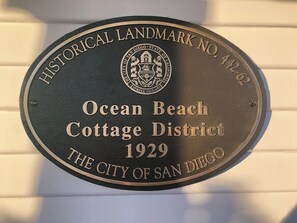 HISTORICAL LANDMARK NO. 442-62
Ocean Beach
Cottage District
1929
THE CITY OF SAN DIEGO